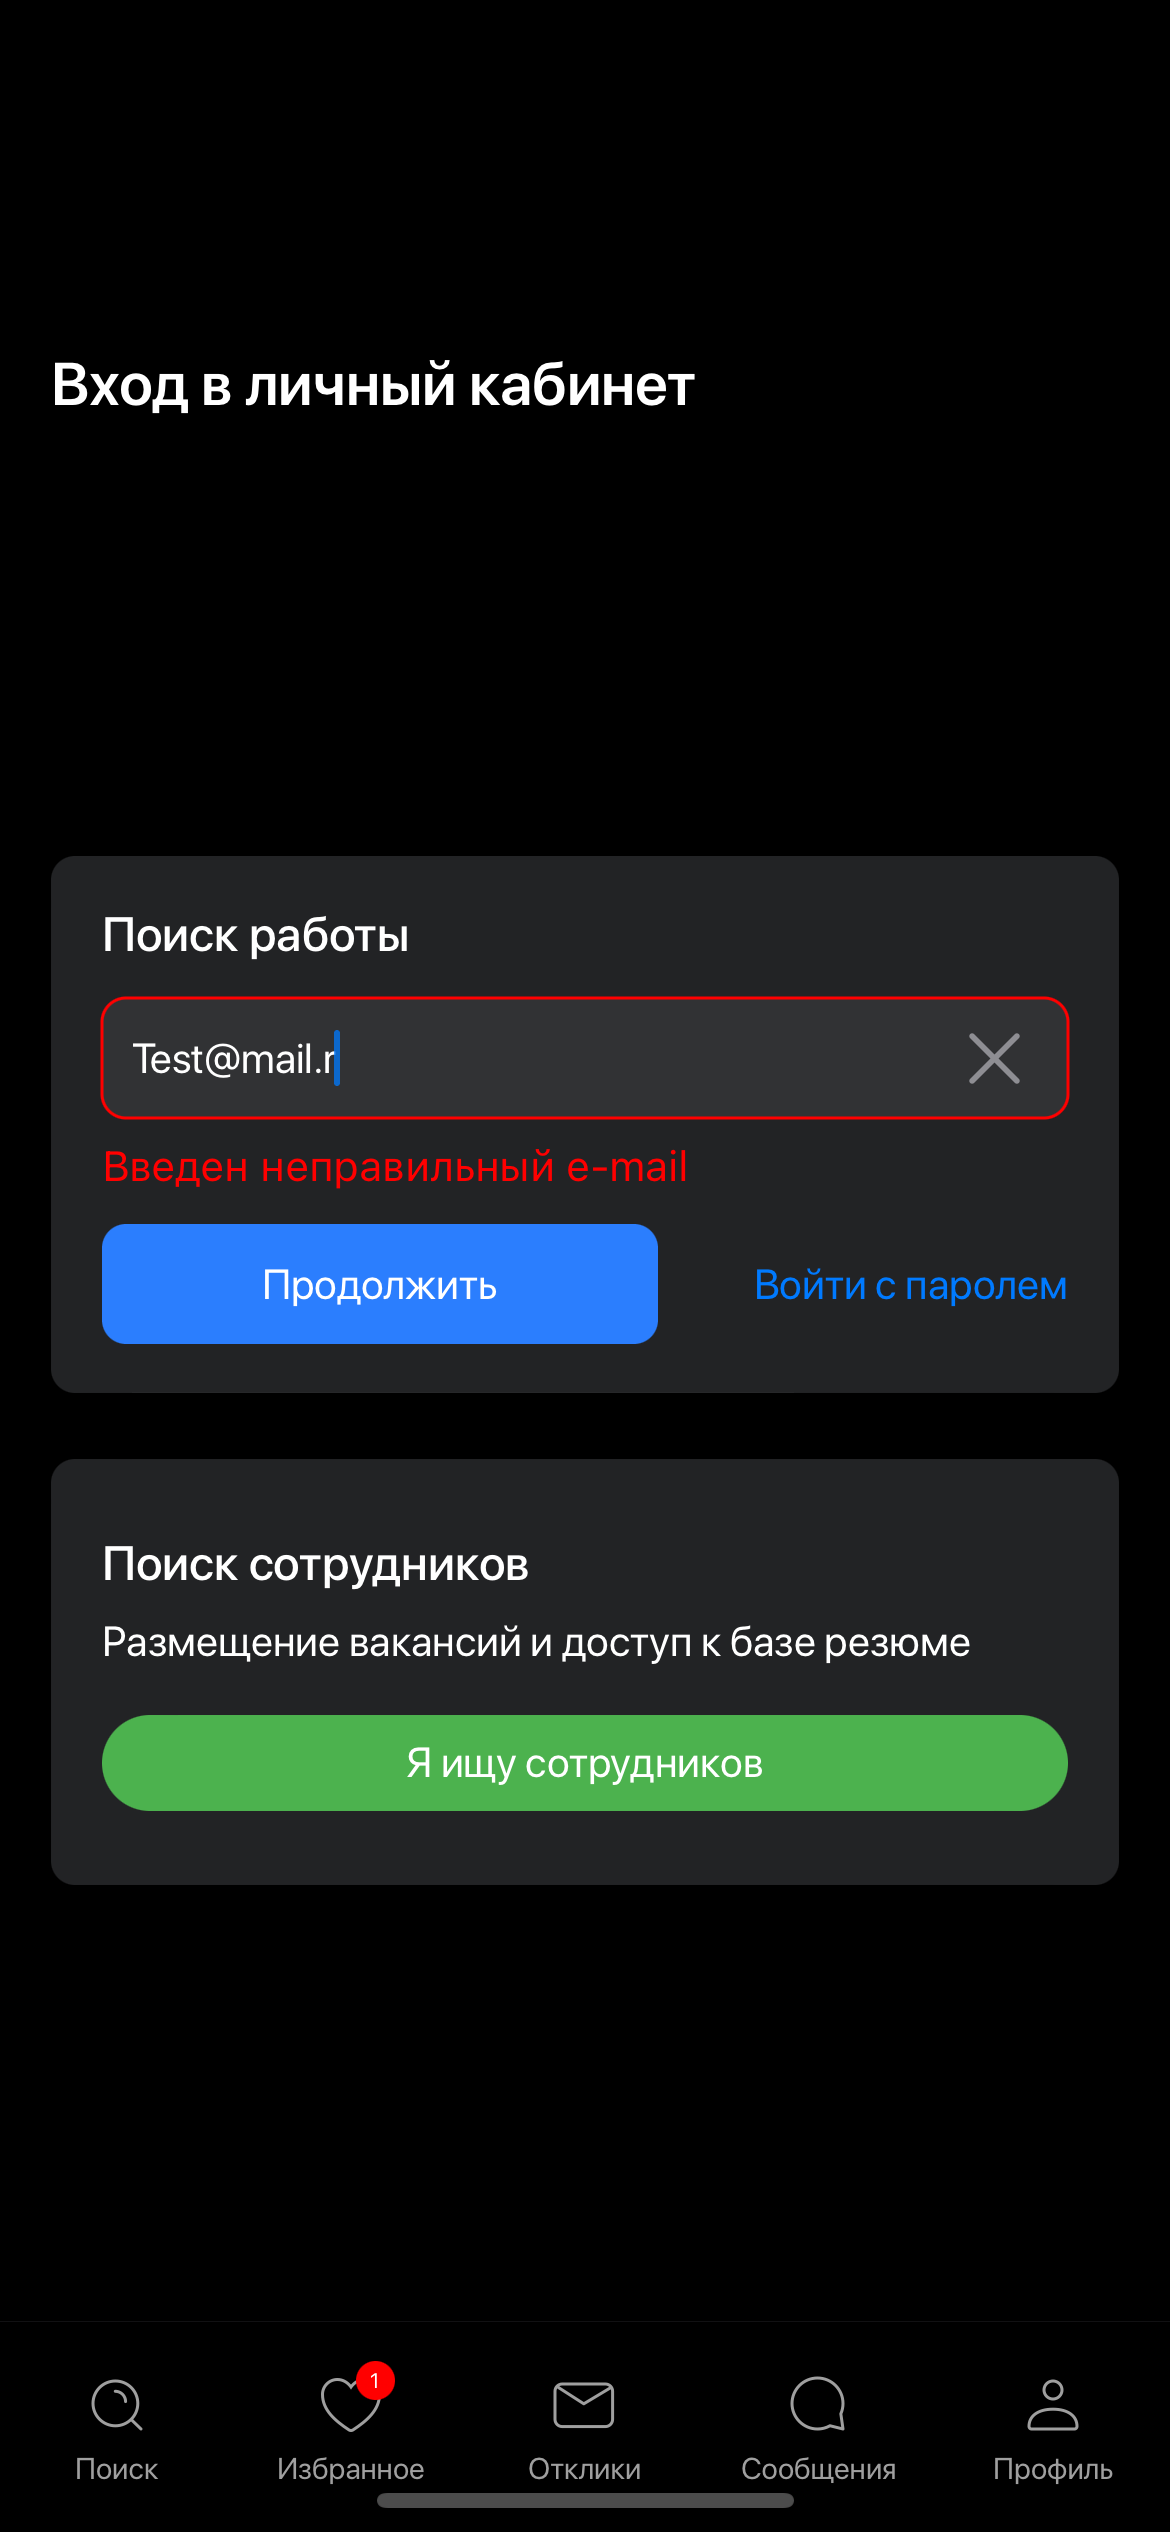 Вход в личный кабинет
Поиск работы
Test@mail.r
Введен неправильный e-mail
Продолжить
Войти с паролем
Поиск сотрудников
Размещение вакансий и доступ к базе резюме
Я ищу сотрудников
1
Поиск
Избранное
Отклики
Сообщения
Профиль